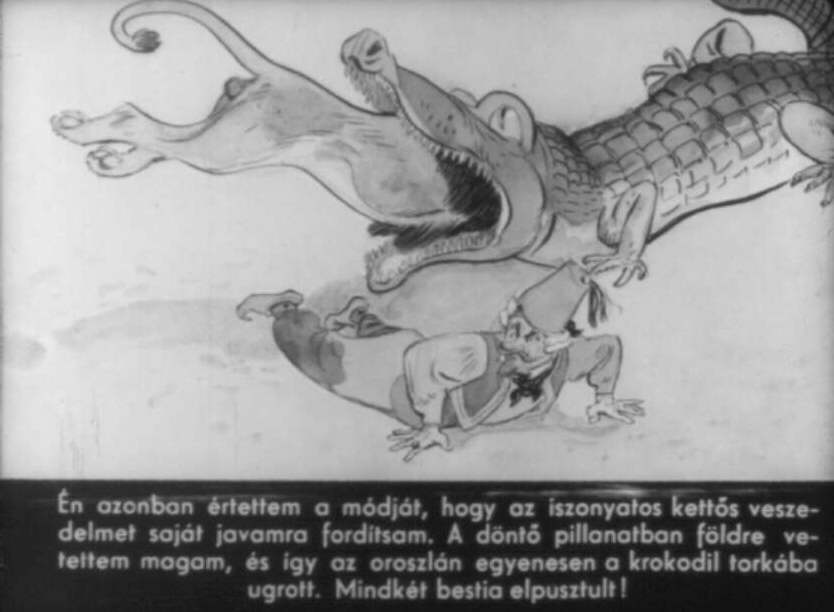 Én azonban értettem a módját, hogy az iszonyatos kettős vesze-
delmet saját javamra fordítsam. A döntő pillanatban földre ve-
tettem magam, és így az oroszlán egyenesen a krokodil torkába
ugrott. Mindkét bestia elpusztult!